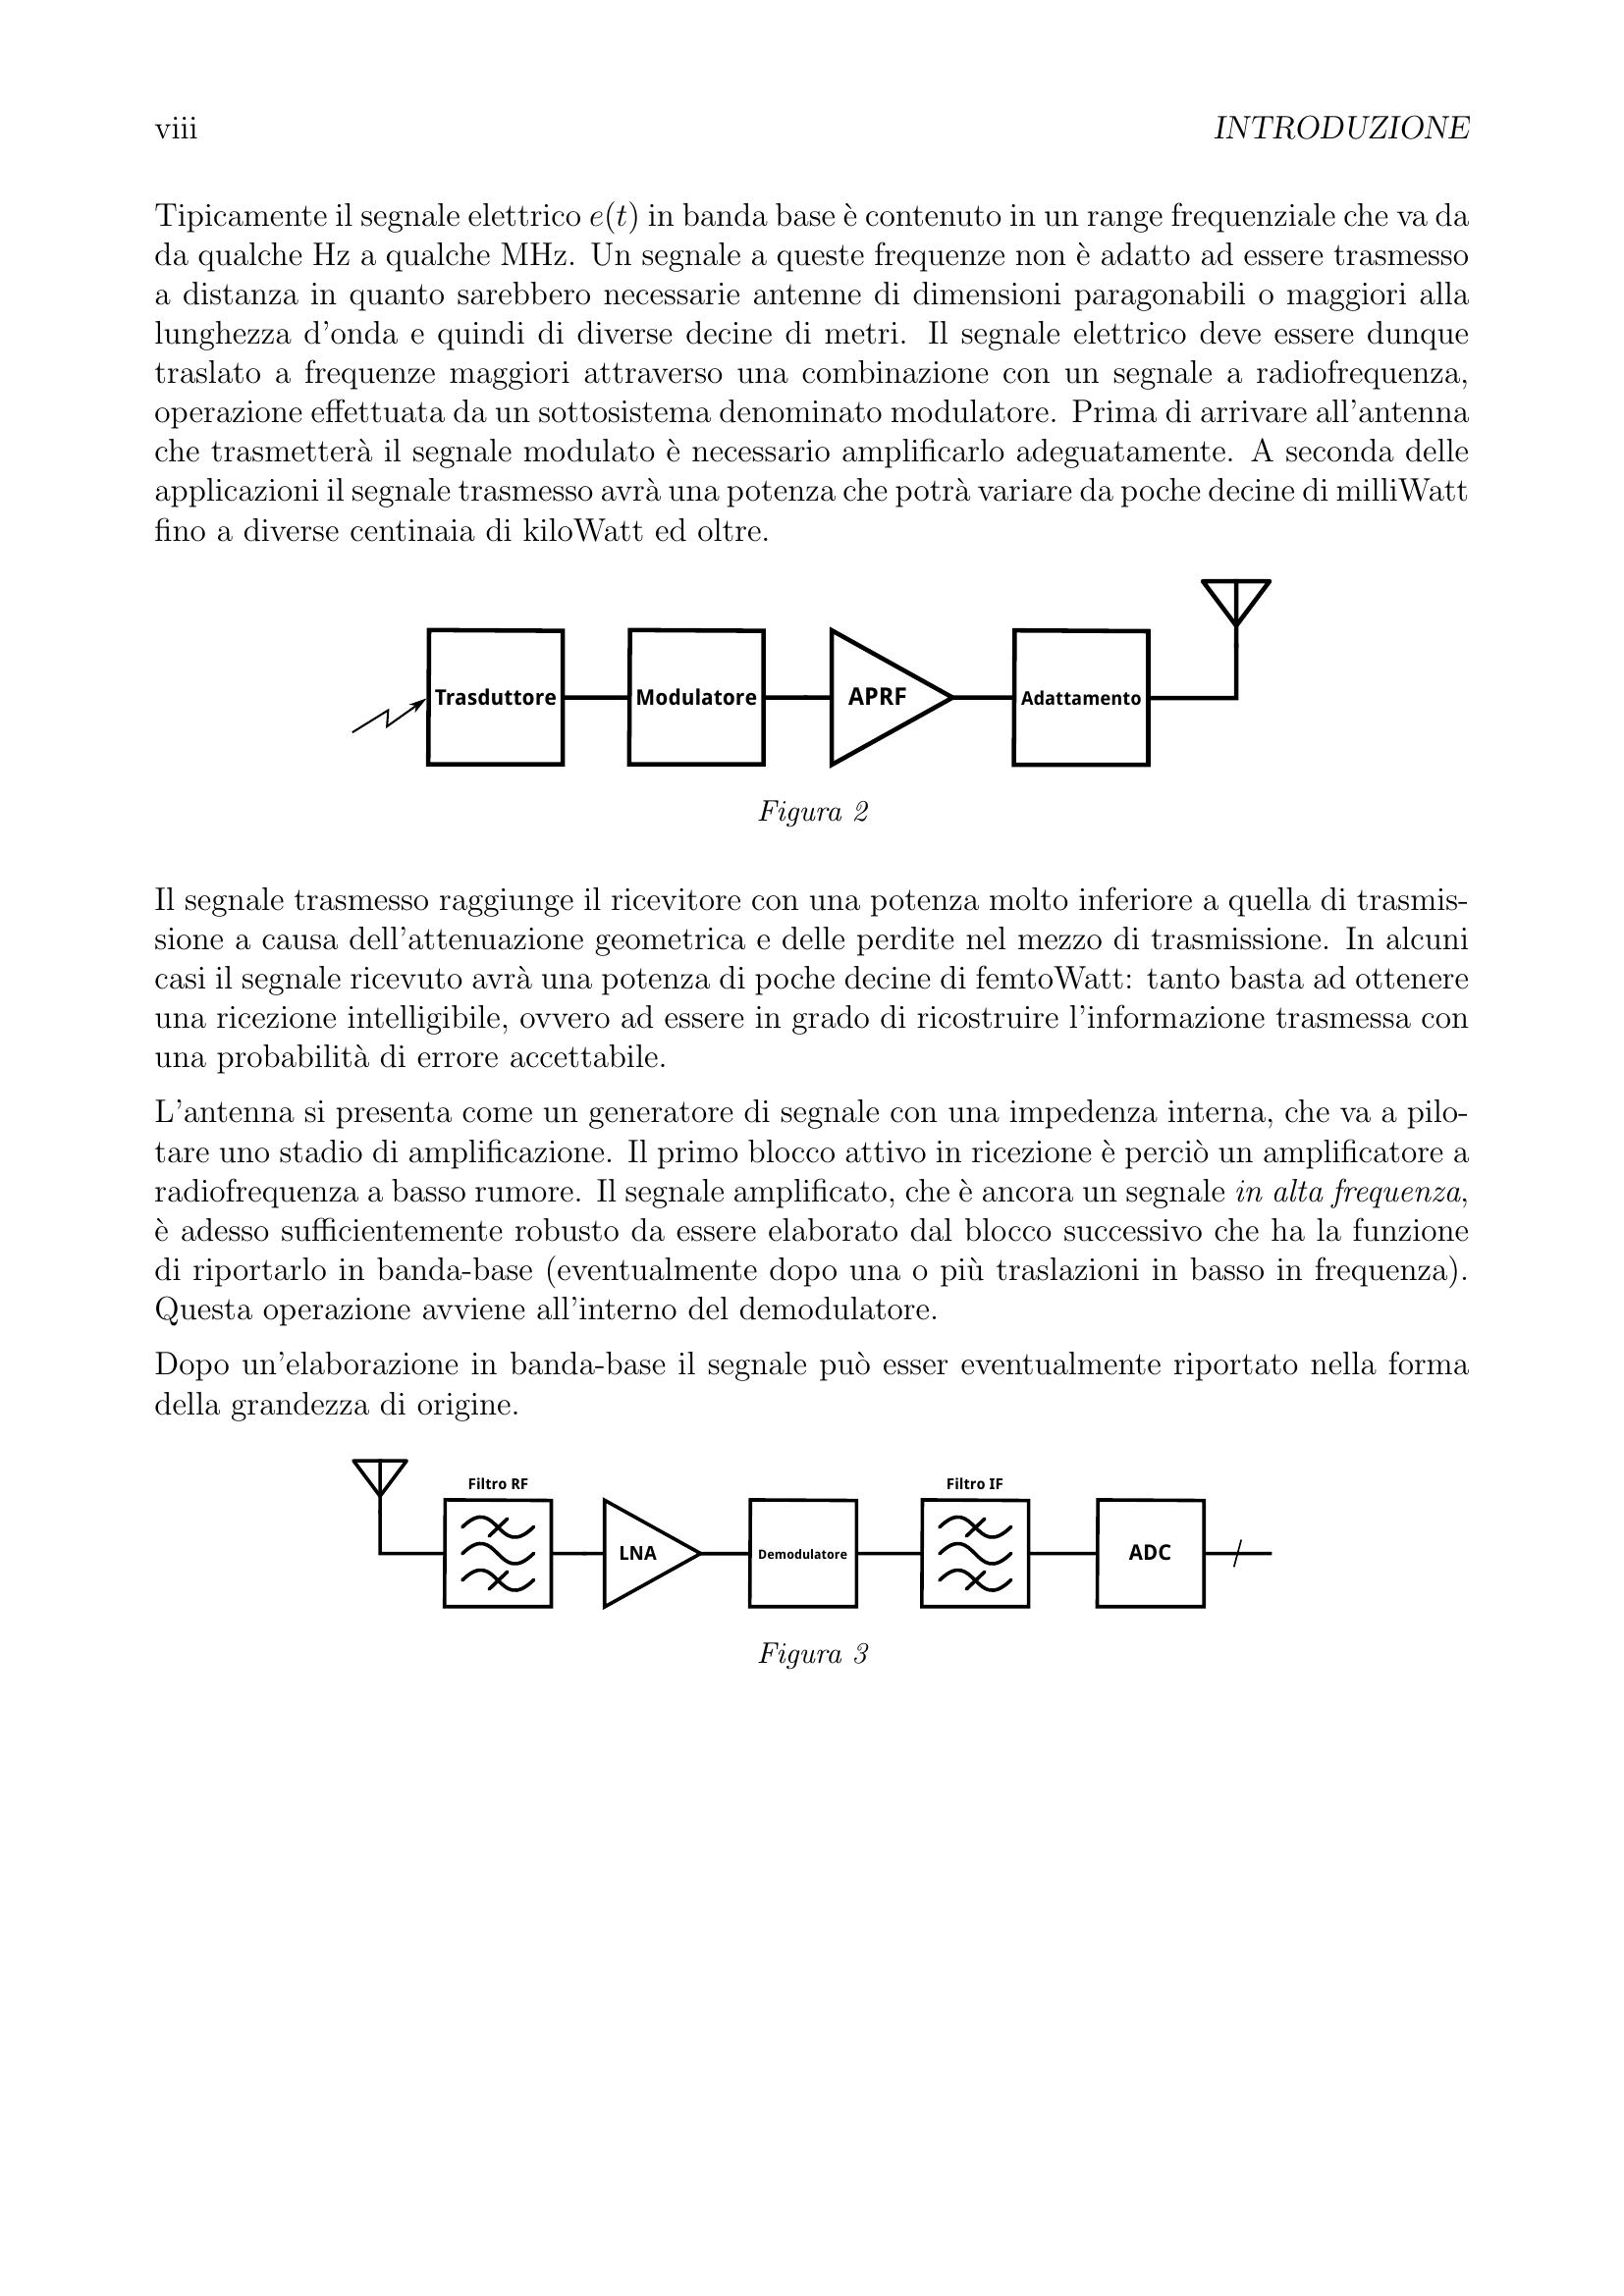 viii INTRODUZIONE
Tipicamente il segnale elettrico e(t) in banda base è contenuto in un range frequenziale che va da
da qualche Hz a qualche MHz. Un segnale a queste frequenze non è adatto ad essere trasmesso
a distanza in quanto sarebbero necessarie antenne di dimensioni paragonabili o maggiori alla
lunghezza d'onda e quindi di diverse decine di metri. Il segnale elettrico deve essere dunque
traslato a frequenze maggiori attraverso una combinazione con un segnale a radiofrequenza,
operazione effettuata da un sottosistema denominato modulatore. Prima di arrivare all'antenna
che trasmetterà il segnale modulato è necessario amplificarlo adeguatamente. A seconda delle
applicazioni il segnale trasmesso avrà una potenza che potrà variare da poche decine di milliWatt
fino a diverse centinaia di kiloWatt ed oltre.
Trasduttore Modulatore APRF Adattamento
Figura 2
Il segnale trasmesso raggiunge il ricevitore con una potenza molto inferiore a quella di trasmis-
sione a causa dell'attenuazione geometrica e delle perdite nel mezzo di trasmissione. In alcuni
casi il segnale ricevuto avrà una potenza di poche decine di femtoWatt: tanto basta ad ottenere
una ricezione intelligibile, ovvero ad essere in grado di ricostruire l'informazione trasmessa con
una probabilità di errore accettabile.
L'antenna si presenta come un generatore di segnale con una impedenza interna, che va a pilo-
tare uno stadio di amplificazione. Il primo blocco attivo in ricezione è perciò un amplificatore a
radiofrequenza a basso rumore. Il segnale amplificato, che è ancora un segnale in alta frequenza,
è adesso sufficientemente robusto da essere elaborato dal blocco successivo che ha la funzione
di riportarlo in banda-base (eventualmente dopo una o più traslazioni in basso in frequenza).
Questa operazione avviene all'interno del demodulatore.
Dopo un'elaborazione in banda-base il segnale può esser eventualmente riportato nella forma
della grandezza di origine.
Filtro RF Filtro IF
LNA Demodulatore ADC
Figura 3